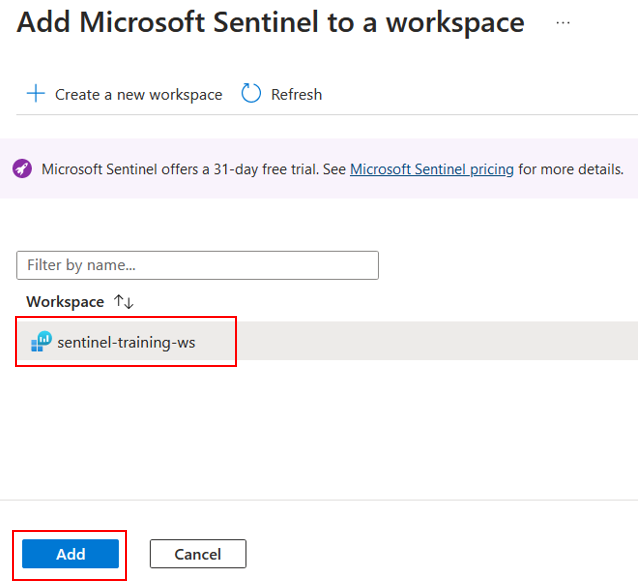 Add Microsoft Sentinel to a workspace ...
+ Create a new workspace Refresh
Microsoft Sentinel offers a 31-day free trial. See Microsoft Sentinel pricing for more details.
Filter by name...
Workspace ↑↓
sentinel-training-ws
Add Cancel